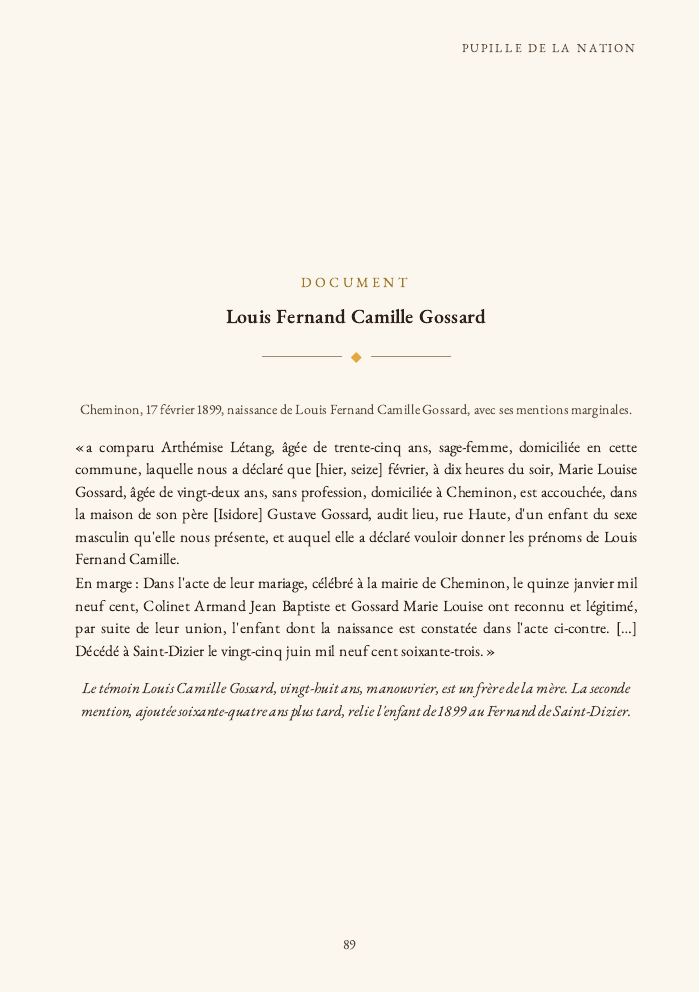 PUPILLE DE LA NATION
DOCUMENT
Louis Fernand Camille Gossard
Cheminon, 17 février 1899, naissance de Louis Fernand Camille Gossard, avec ses mentions marginales.
« a comparu Arthémise Létang, âgée de trente-cinq ans, sage-femme, domiciliée en cette
commune, laquelle nous a déclaré que [hier, seize] février, à dix heures du soir, Marie Louise
Gossard, âgée de vingt-deux ans, sans profession, domiciliée à Cheminon, est accouchée, dans
la maison de son père [Isidore] Gustave Gossard, audit lieu, rue Haute, d'un enfant du sexe
masculin qu'elle nous présente, et auquel elle a déclaré vouloir donner les prénoms de Louis
Fernand Camille.
En marge : Dans l'acte de leur mariage, célébré à la mairie de Cheminon, le quinze janvier mil
neuf cent, Colinet Armand Jean Baptiste et Gossard Marie Louise ont reconnu et légitimé,
par suite de leur union, l'enfant dont la naissance est constatée dans l'acte ci-contre. [...]
Décédé à Saint-Dizier le vingt-cinq juin mil neuf cent soixante-trois. »
Le témoin Louis Camille Gossard, vingt-huit ans, manouvrier, est un frère de la mère. La seconde
mention, ajoutée soixante-quatre ans plus tard, relie l'enfant de 1899 au Fernand de Saint-Dizier.
89